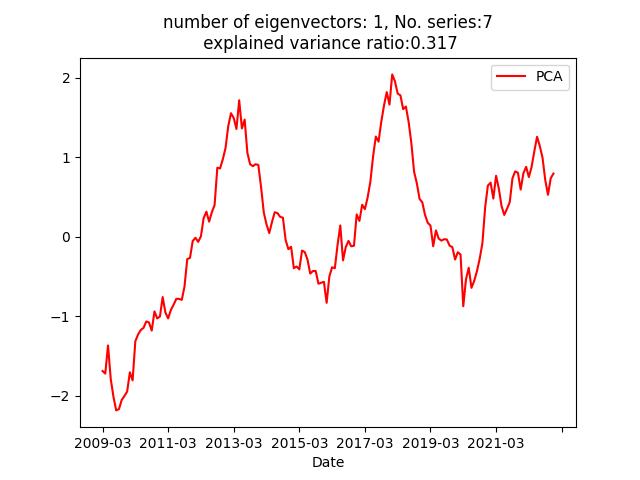 number of eigenvectors: 1, No. series:7
explained variance ratio:0.317
PCA
2
1
0
−1
−2
2009-03 2011-03 2013-03 2015-03 2017-03 2019-03 2021-03
Date